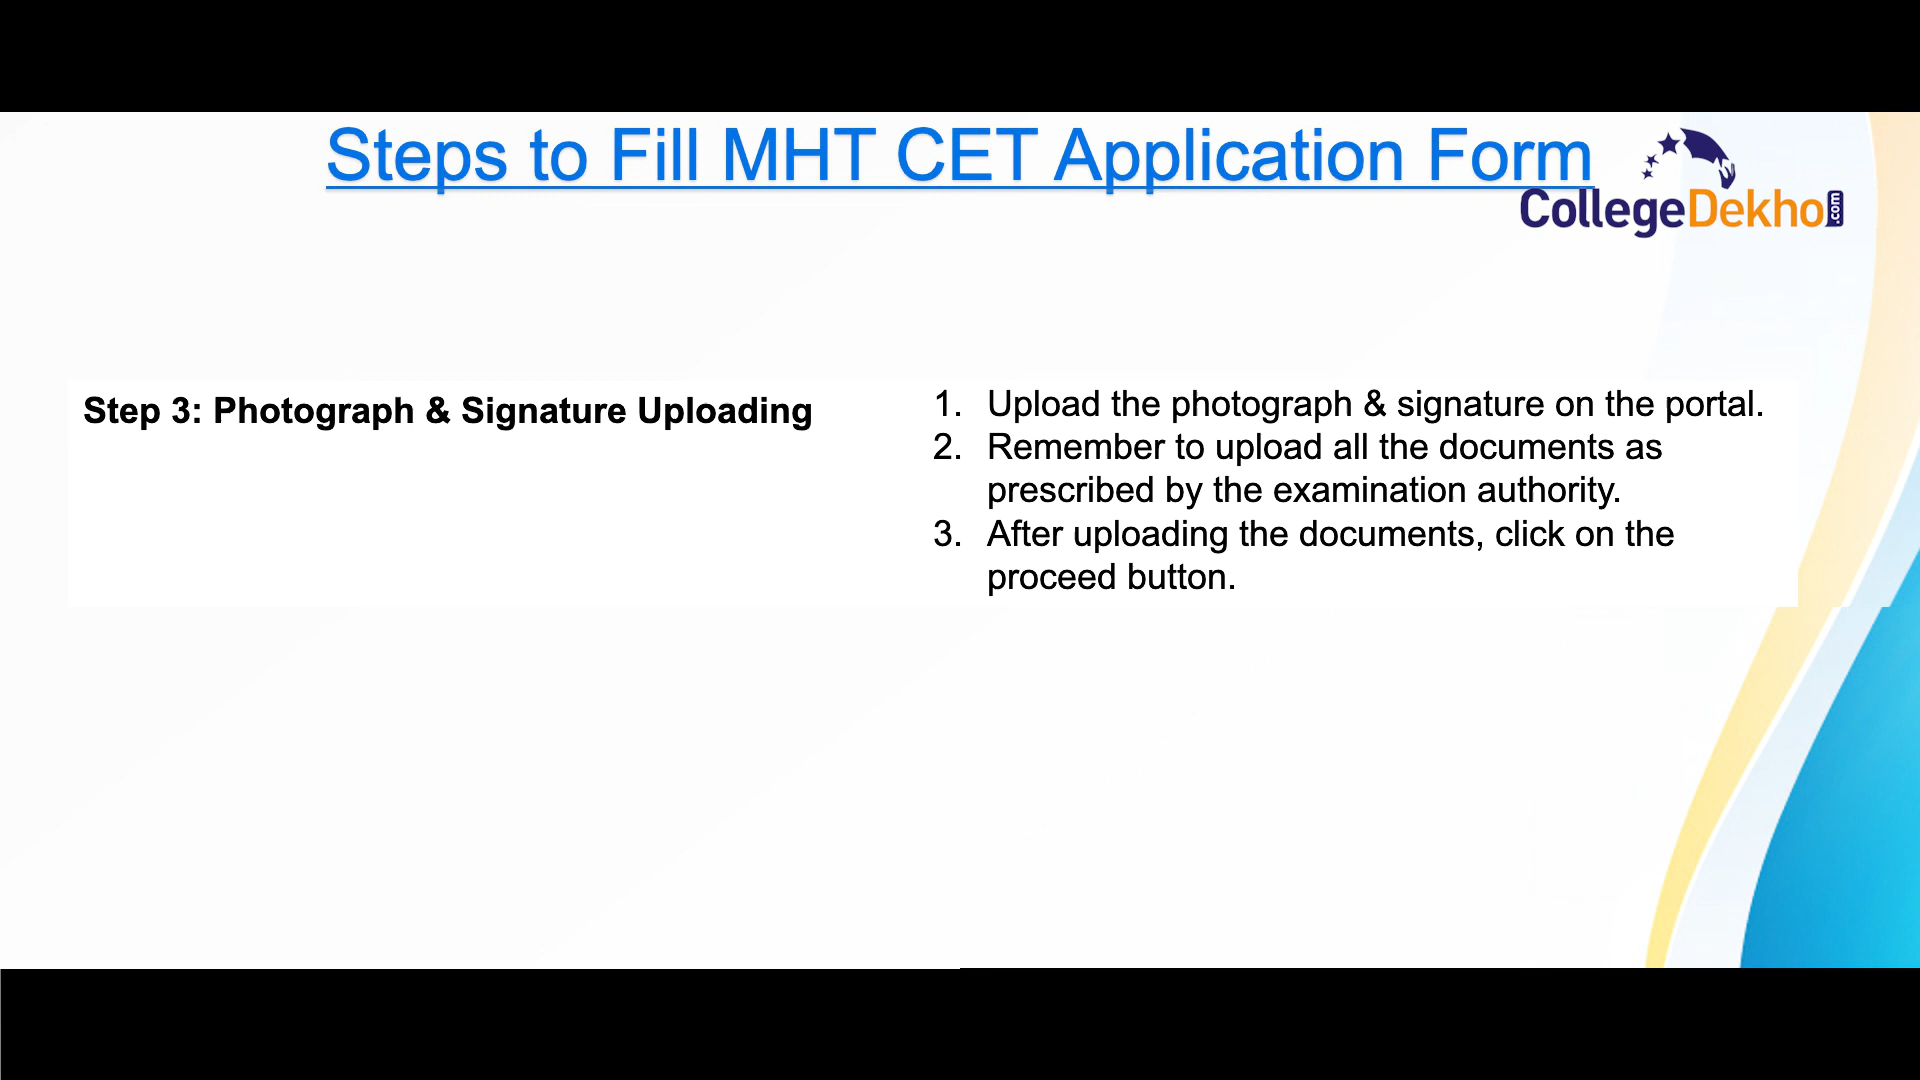 Steps to Fill MHT CET Application Form
CollegeDekho.com
Step 3: Photograph & Signature Uploading
1. Upload the photograph & signature on the portal.
2. Remember to upload all the documents as
prescribed by the examination authority.
3. After uploading the documents, click on the
proceed button.